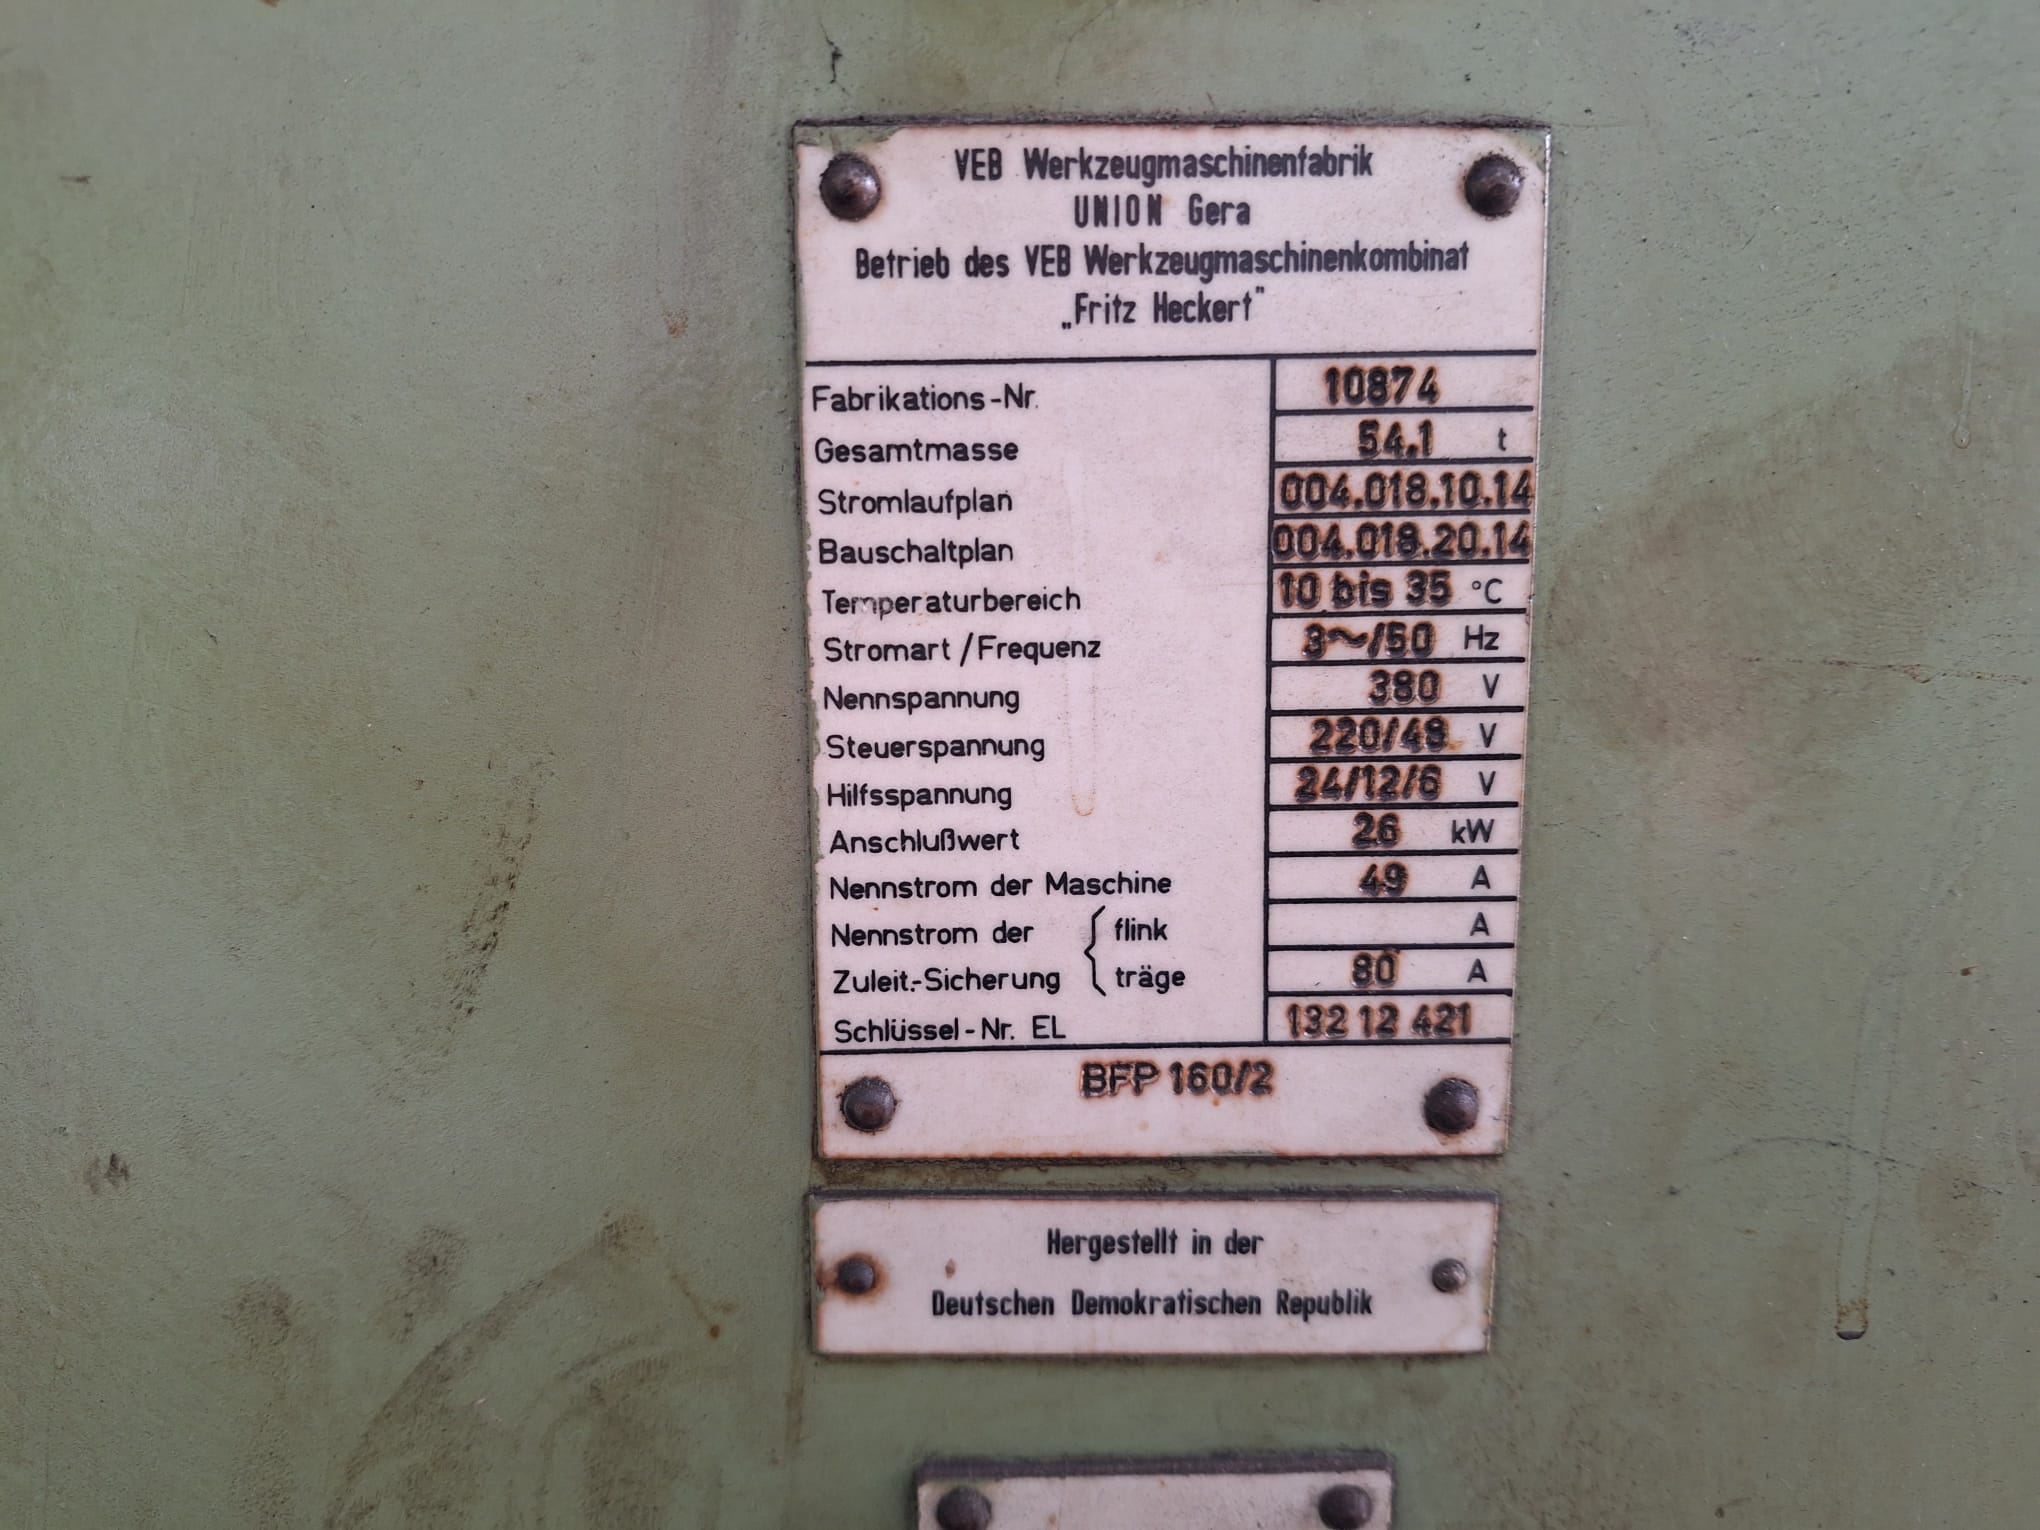 VEB Werkzeugmaschinenfabrik
UNION Gera
Betrieb des VEB Werkzeugmaschinenkombinat
„Fritz Heckert"
Fabrikations-Nr. 10874
Gesamtmasse 54.1 t
Stromlaufplan 004.018.10.14
Bauschaltplan 004.018.20.14
Temperaturbereich 10 bis 35 °C
Stromart/Frequenz 3~/50 Hz
Nennspannung 380 V
Steuerspannung 220/48 V
Hilfsspannung 24/12/6 V
Anschlußwert 26 kW
Nennstrom der Maschine 49 A
Nennstrom der { flink A
Zuleit.-Sicherung { träge 80 A
Schlüssel-Nr. EL 132 12 421
BFP 160/2
Hergestellt in der
Deutschen Demokratischen Republik